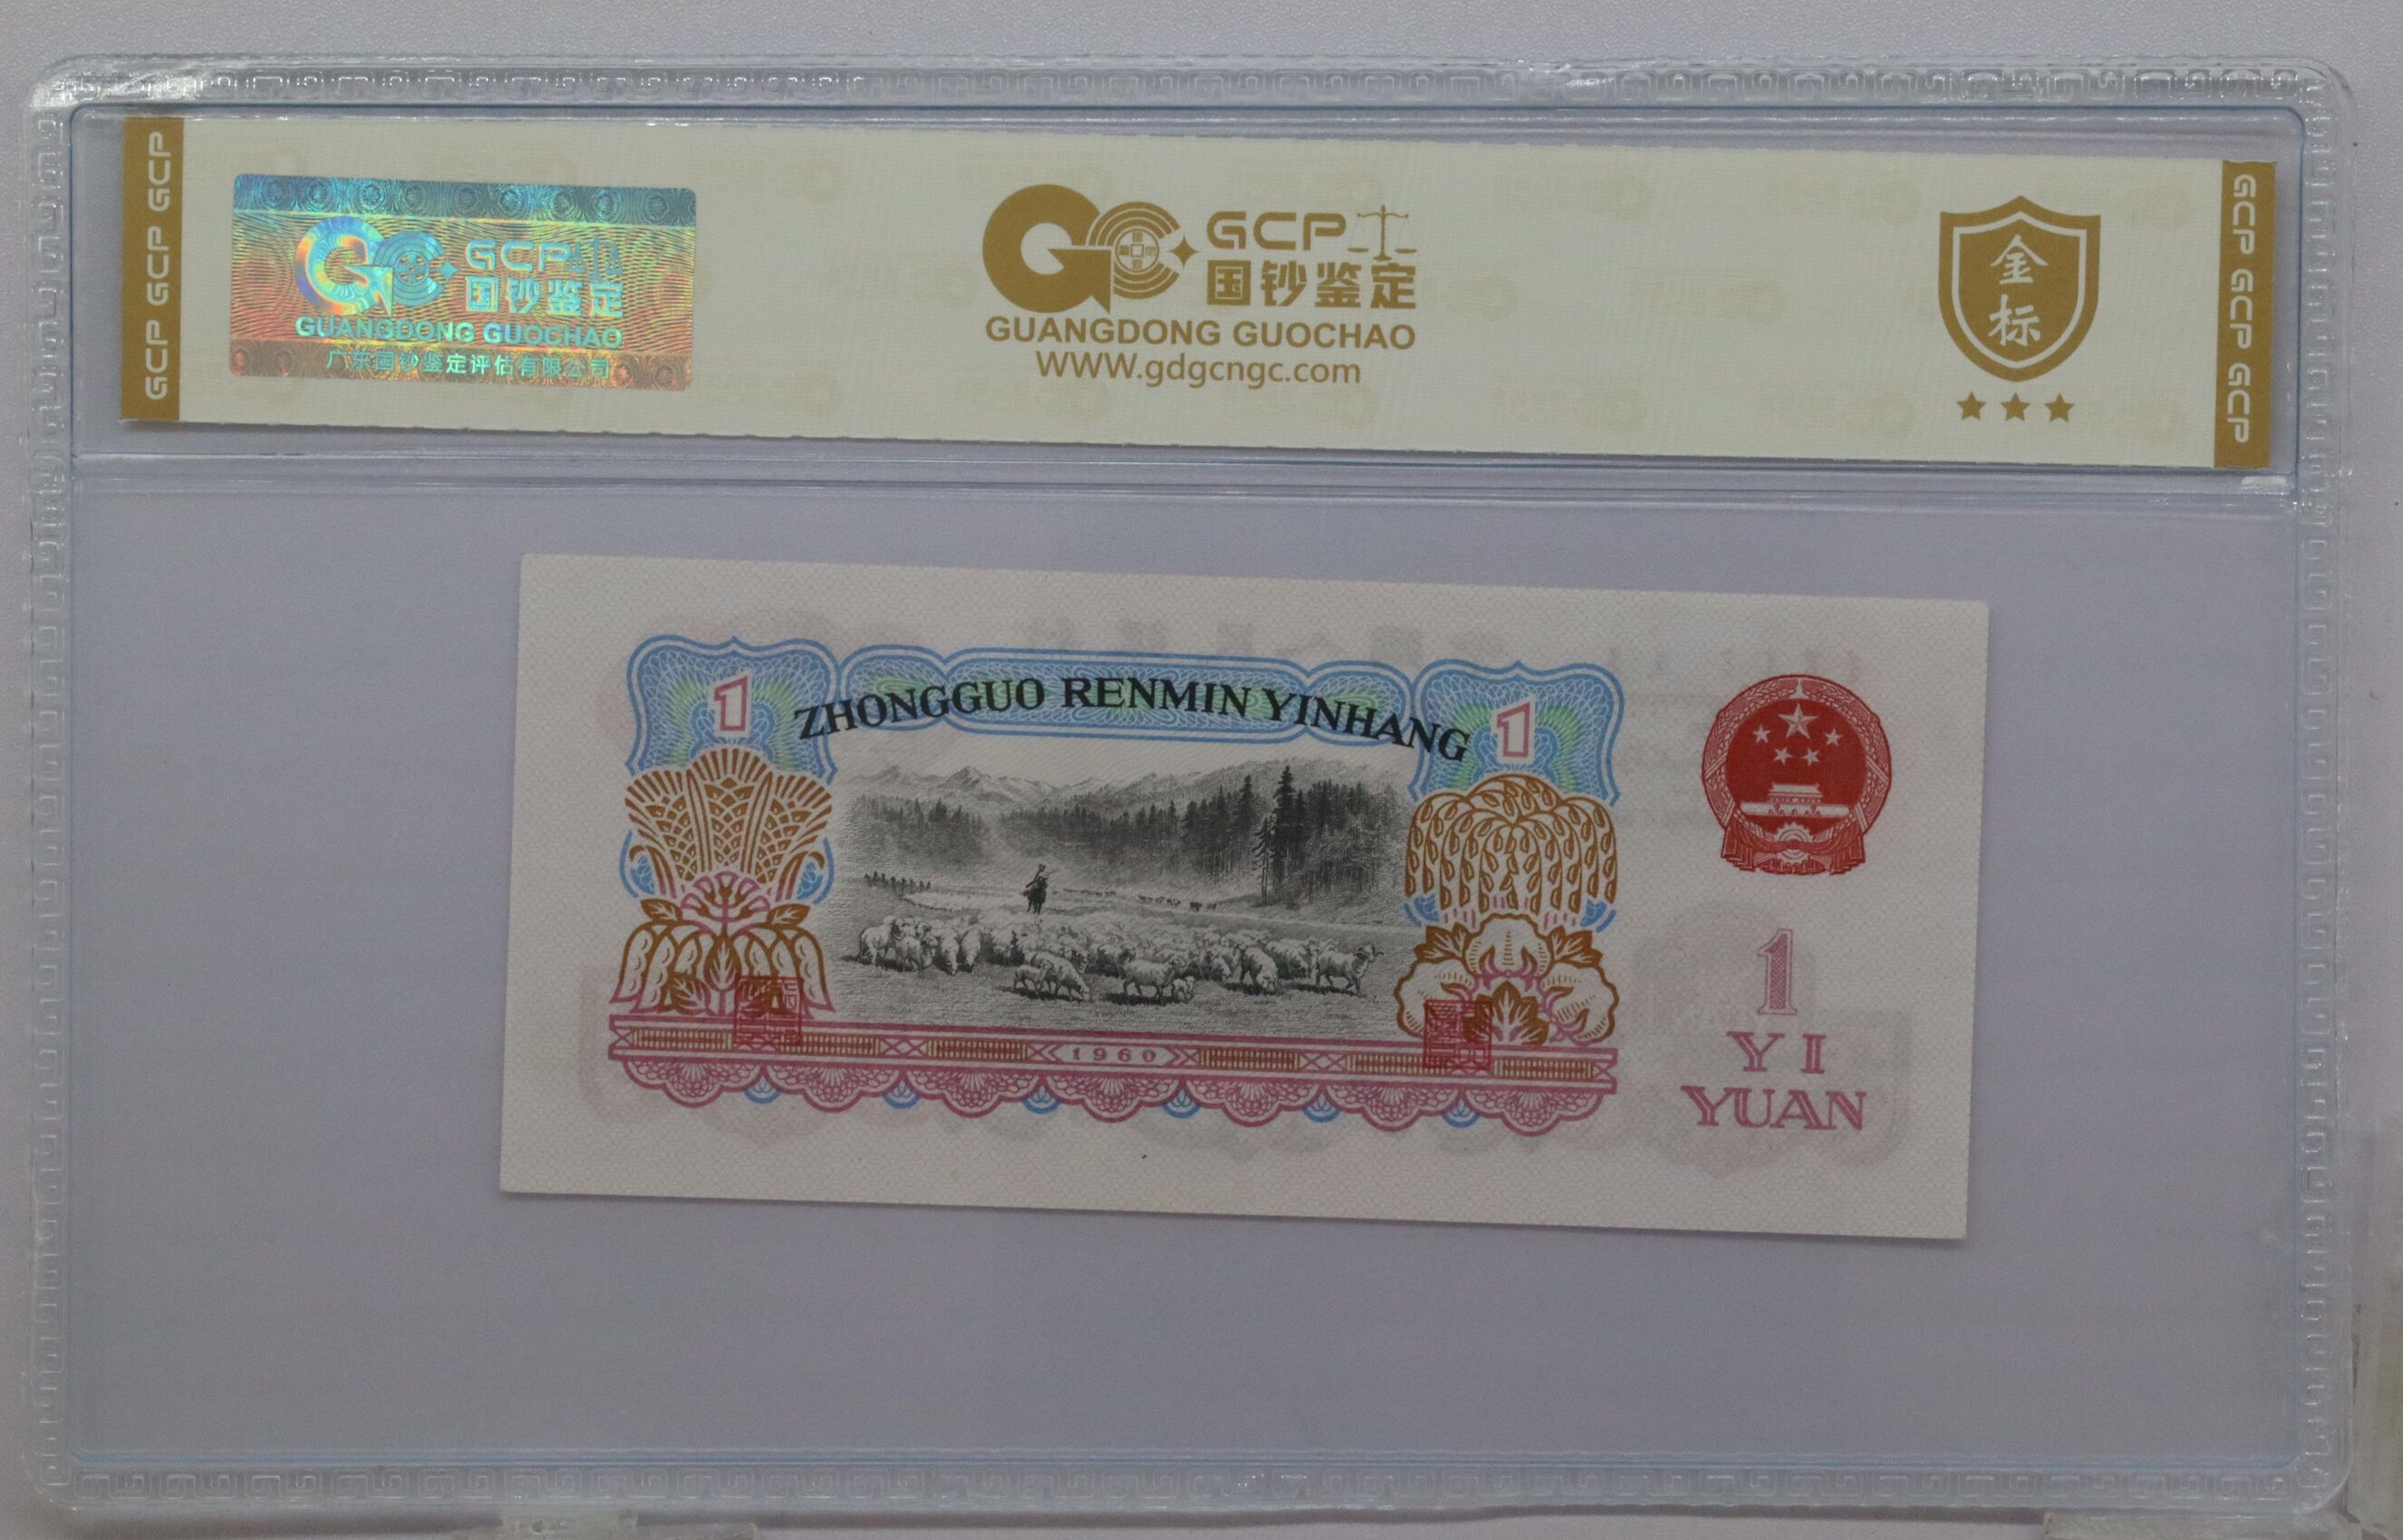 GCP GCP GCP
GCP
国钞鉴定
GUANGDONG GUOCHAO
广东国钞鉴定评估有限公司
GCP
国钞鉴定
GUANGDONG GUOCHAO
WWW.gdgcngc.com
金
标
GCP GCP GCP
1
ZHONGGUO RENMIN YINHANG
1
1960
1
YI
YUAN